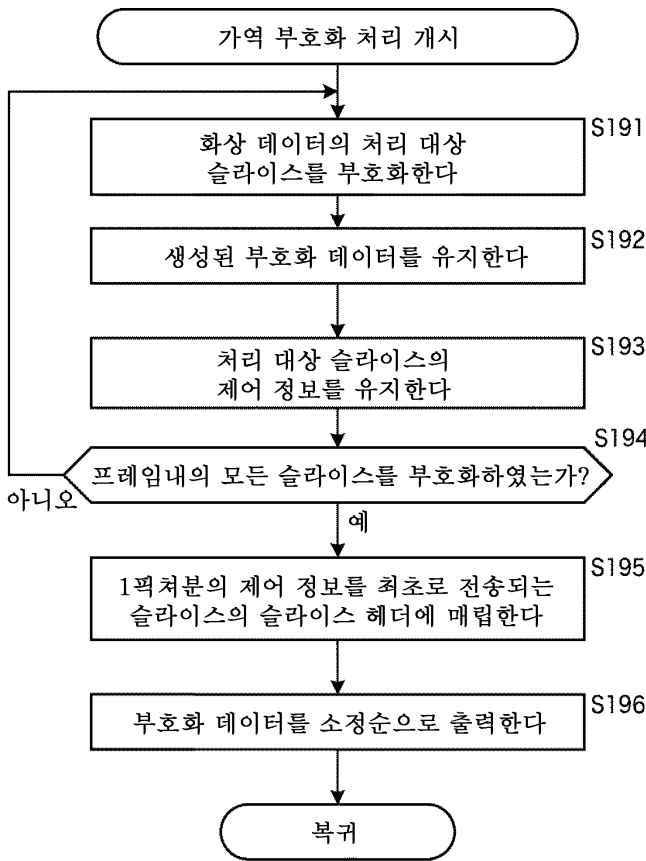 가역 부호화 처리 개시
S191
화상 데이터의 처리 대상
슬라이스를 부호화한다
S192
생성된 부호화 데이터를 유지한다
S193
처리 대상 슬라이스의
제어 정보를 유지한다
S194
프레임내의 모든 슬라이스를 부호화하였는가?
아니오
예
S195
1픽쳐분의 제어 정보를 최초로 전송되는
슬라이스의 슬라이스 헤더에 매립한다
S196
부호화 데이터를 소정순으로 출력한다
복귀